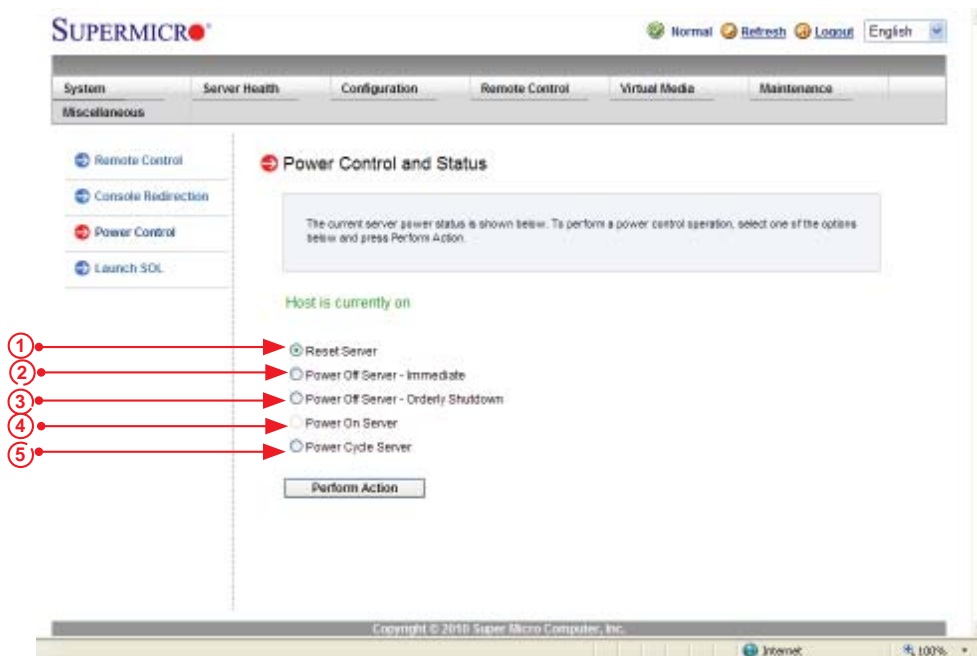 SUPERMICRO
Normal Refresh Logout English
System Server Health Configuration Remote Control Virtual Media Maintenance
Miscellaneous
Remote Control
Console Redirection
Power Control
Launch SOL
Power Control and Status
The current server power status is shown below. To perform a power control operation, select one of the options
below and press Perform Action.
Host is currently on
1 Reset Server
2 Power Off Server - Immediate
3 Power Off Server - Orderly Shutdown
4 Power On Server
5 Power Cycle Server
Perform Action
Copyright © 2010 Super Micro Computer, Inc.
Internet 100%